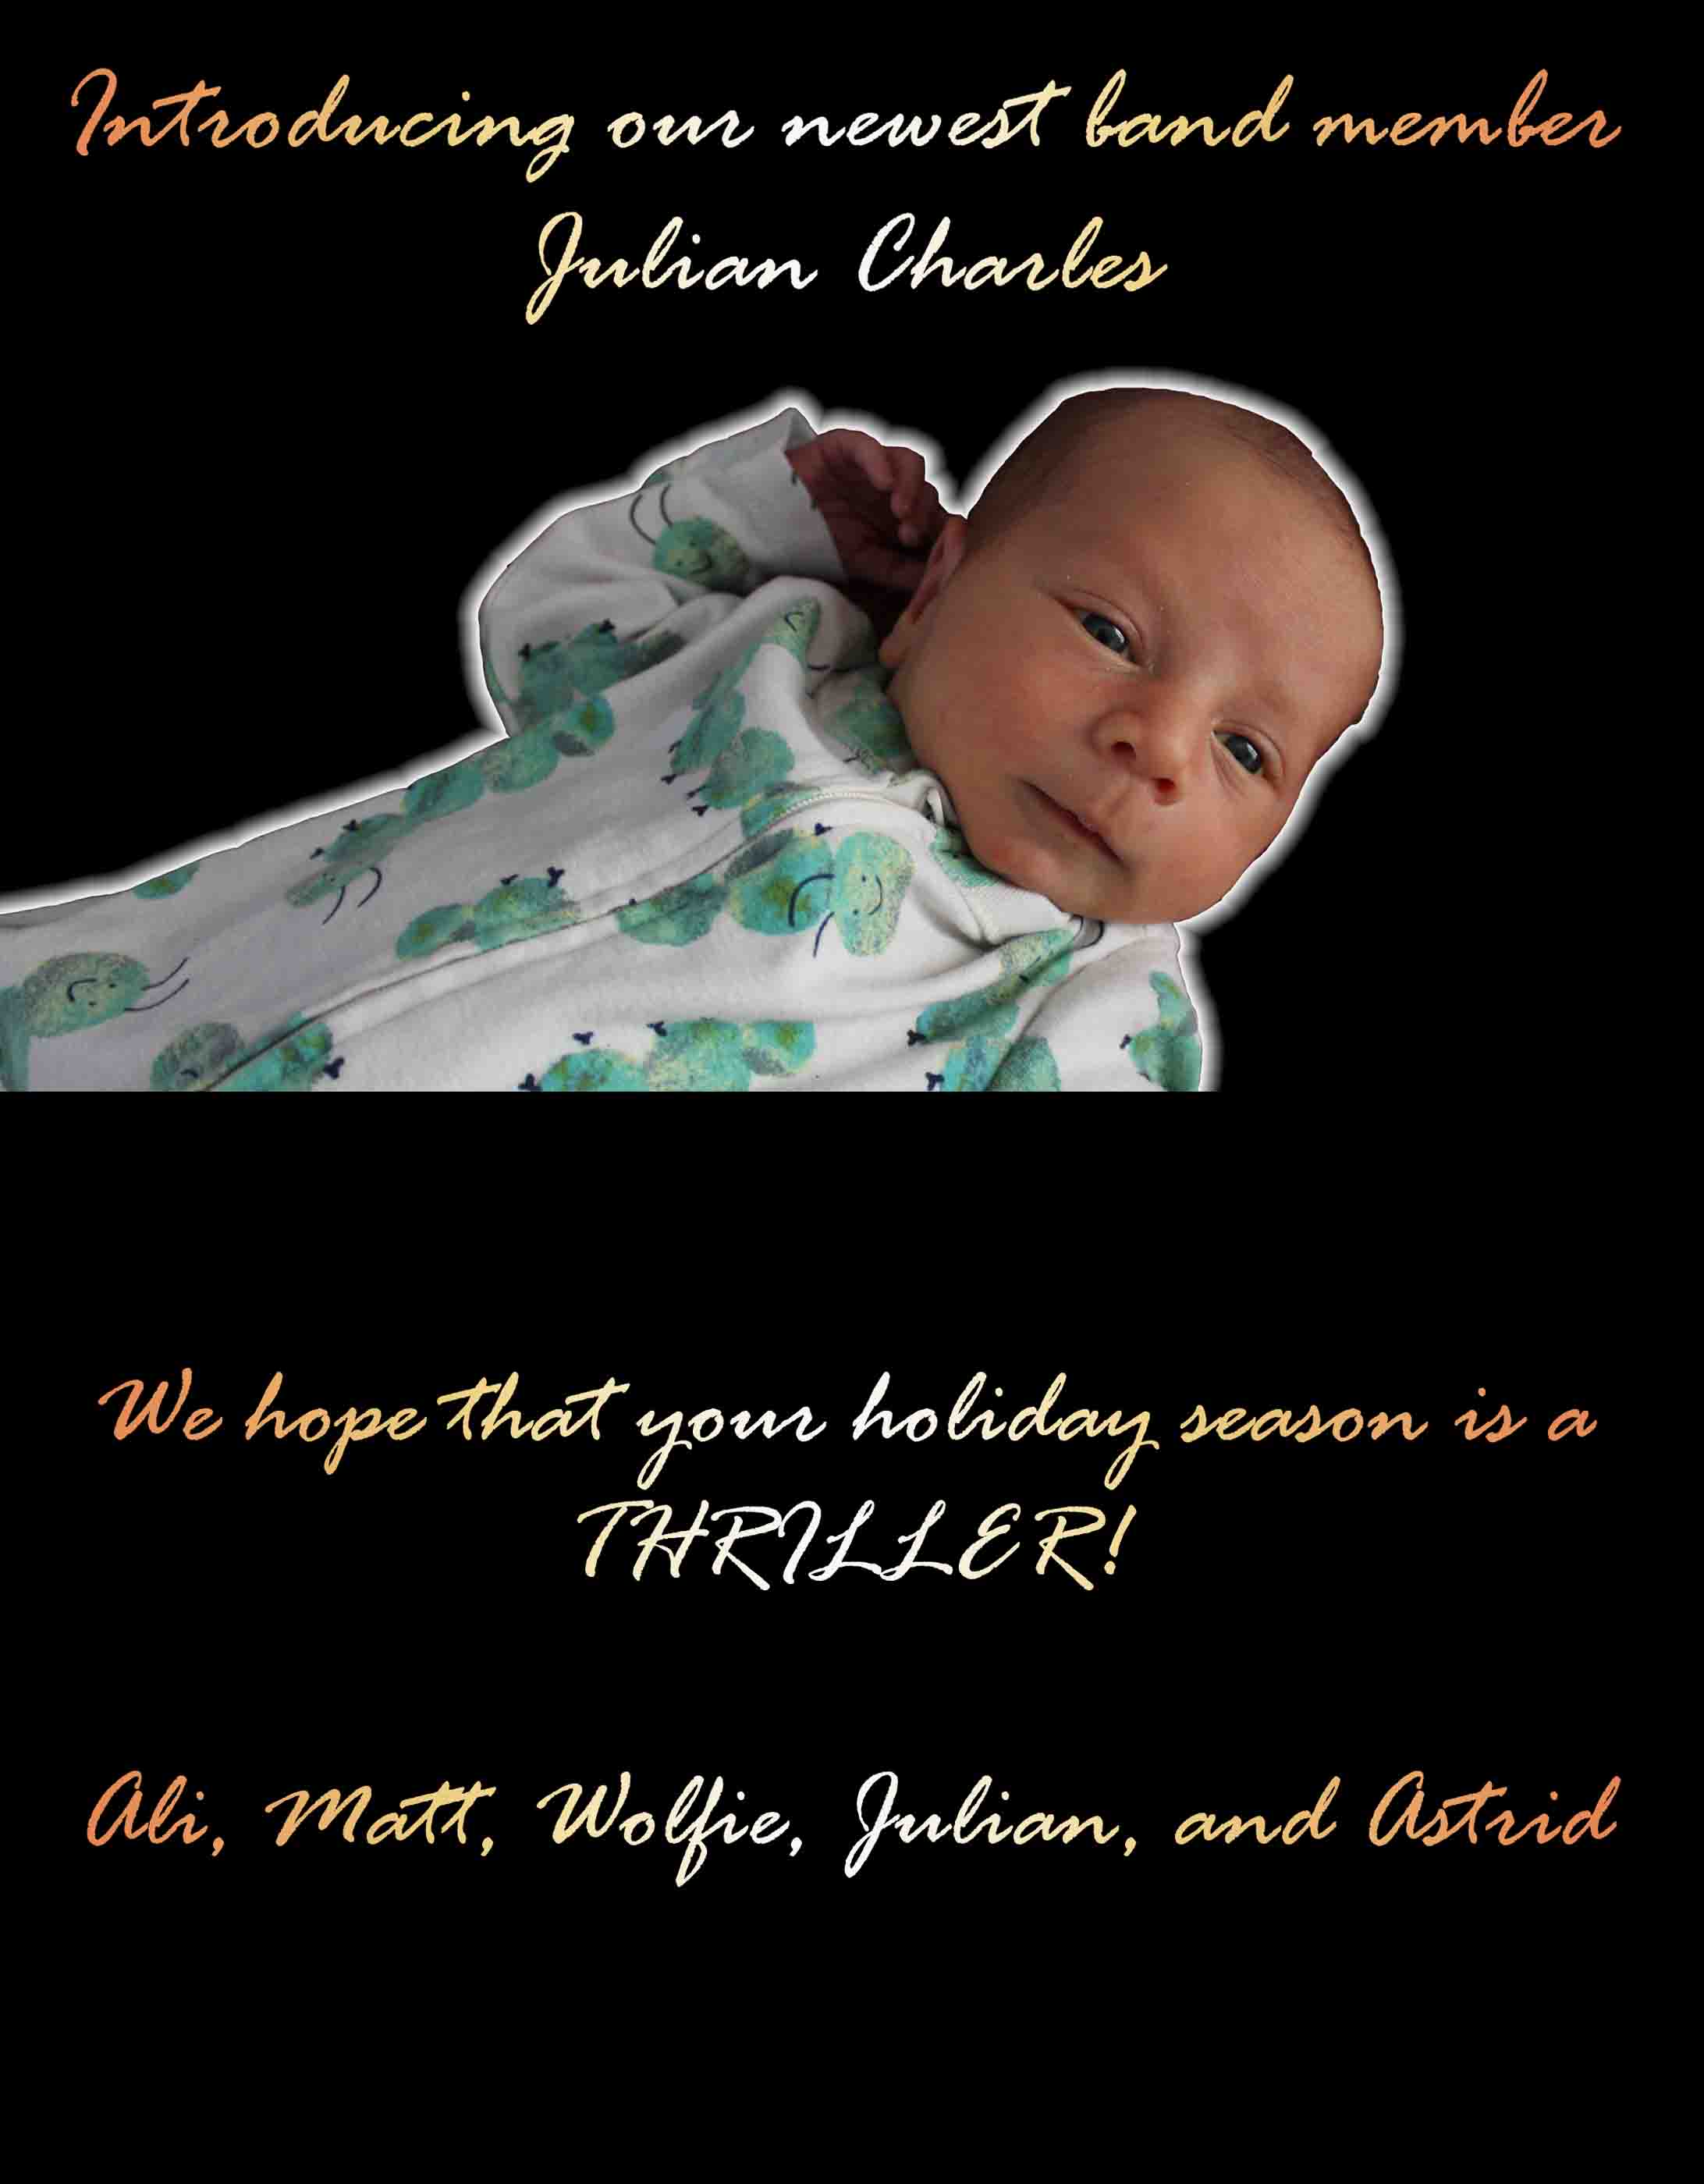 Introducing our newest band member
Julian Charles
We hope that your holiday season is a
THRILLER!
Ali, Matt, Wolfie, Julian, and Astrid